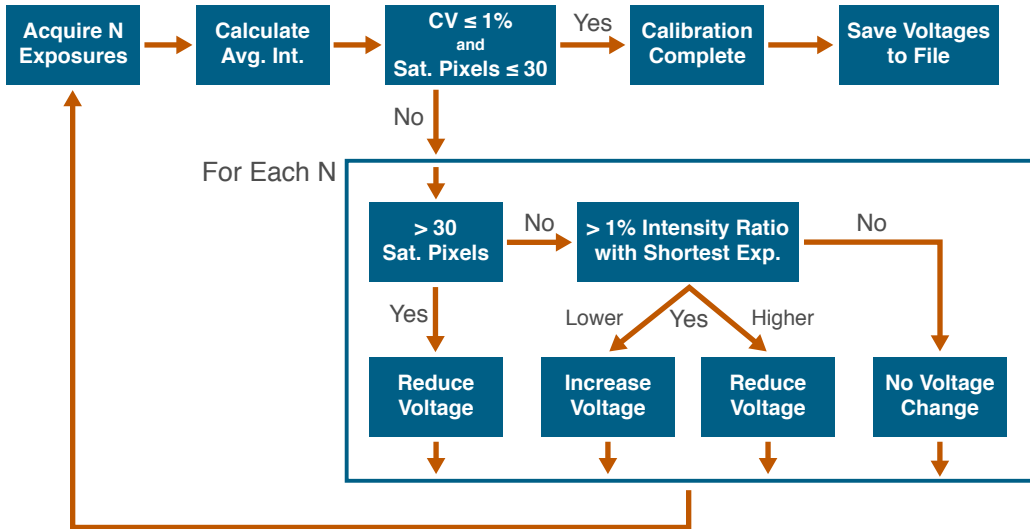 Acquire N
Exposures
Calculate
Avg. Int.
CV ≤ 1%
and
Sat. Pixels ≤ 30
Yes
Calibration
Complete
Save Voltages
to File
No
For Each N
> 30
Sat. Pixels
No
> 1% Intensity Ratio
with Shortest Exp.
No
Yes
Lower
Yes
Higher
Reduce
Voltage
Increase
Voltage
Reduce
Voltage
No Voltage
Change